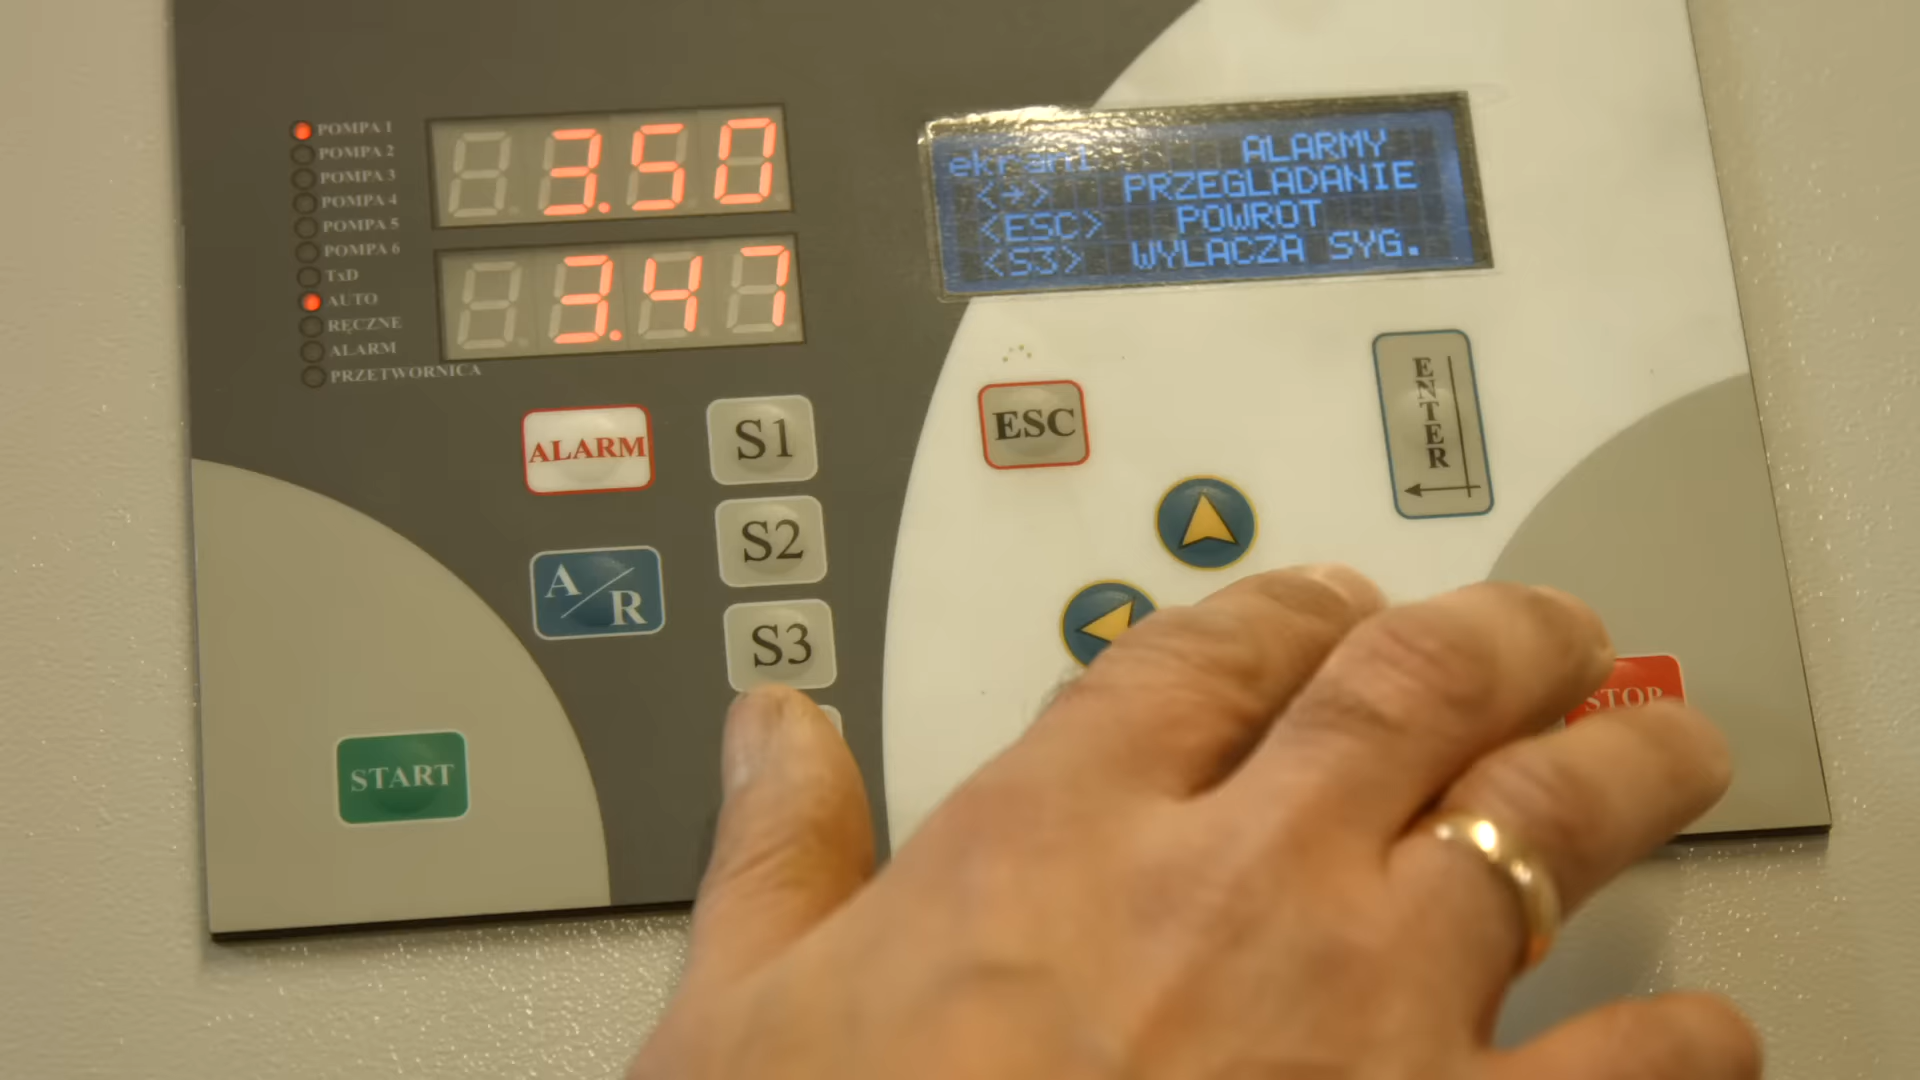 POMPA 1
POMPA 2
POMPA 3
POMPA 4
POMPA 5
POMPA 6
TxD
AUTO
RĘCZNE
ALARM
PRZETWORNICA
3.50
3.47
ekran1 ALARMY
<→> PRZEGLADANIE
<ESC> POWROT
<S3> WYLACZA SYG.
ALARM
S1
ESC
ENTER
A/R
S2
S3
START
STOP